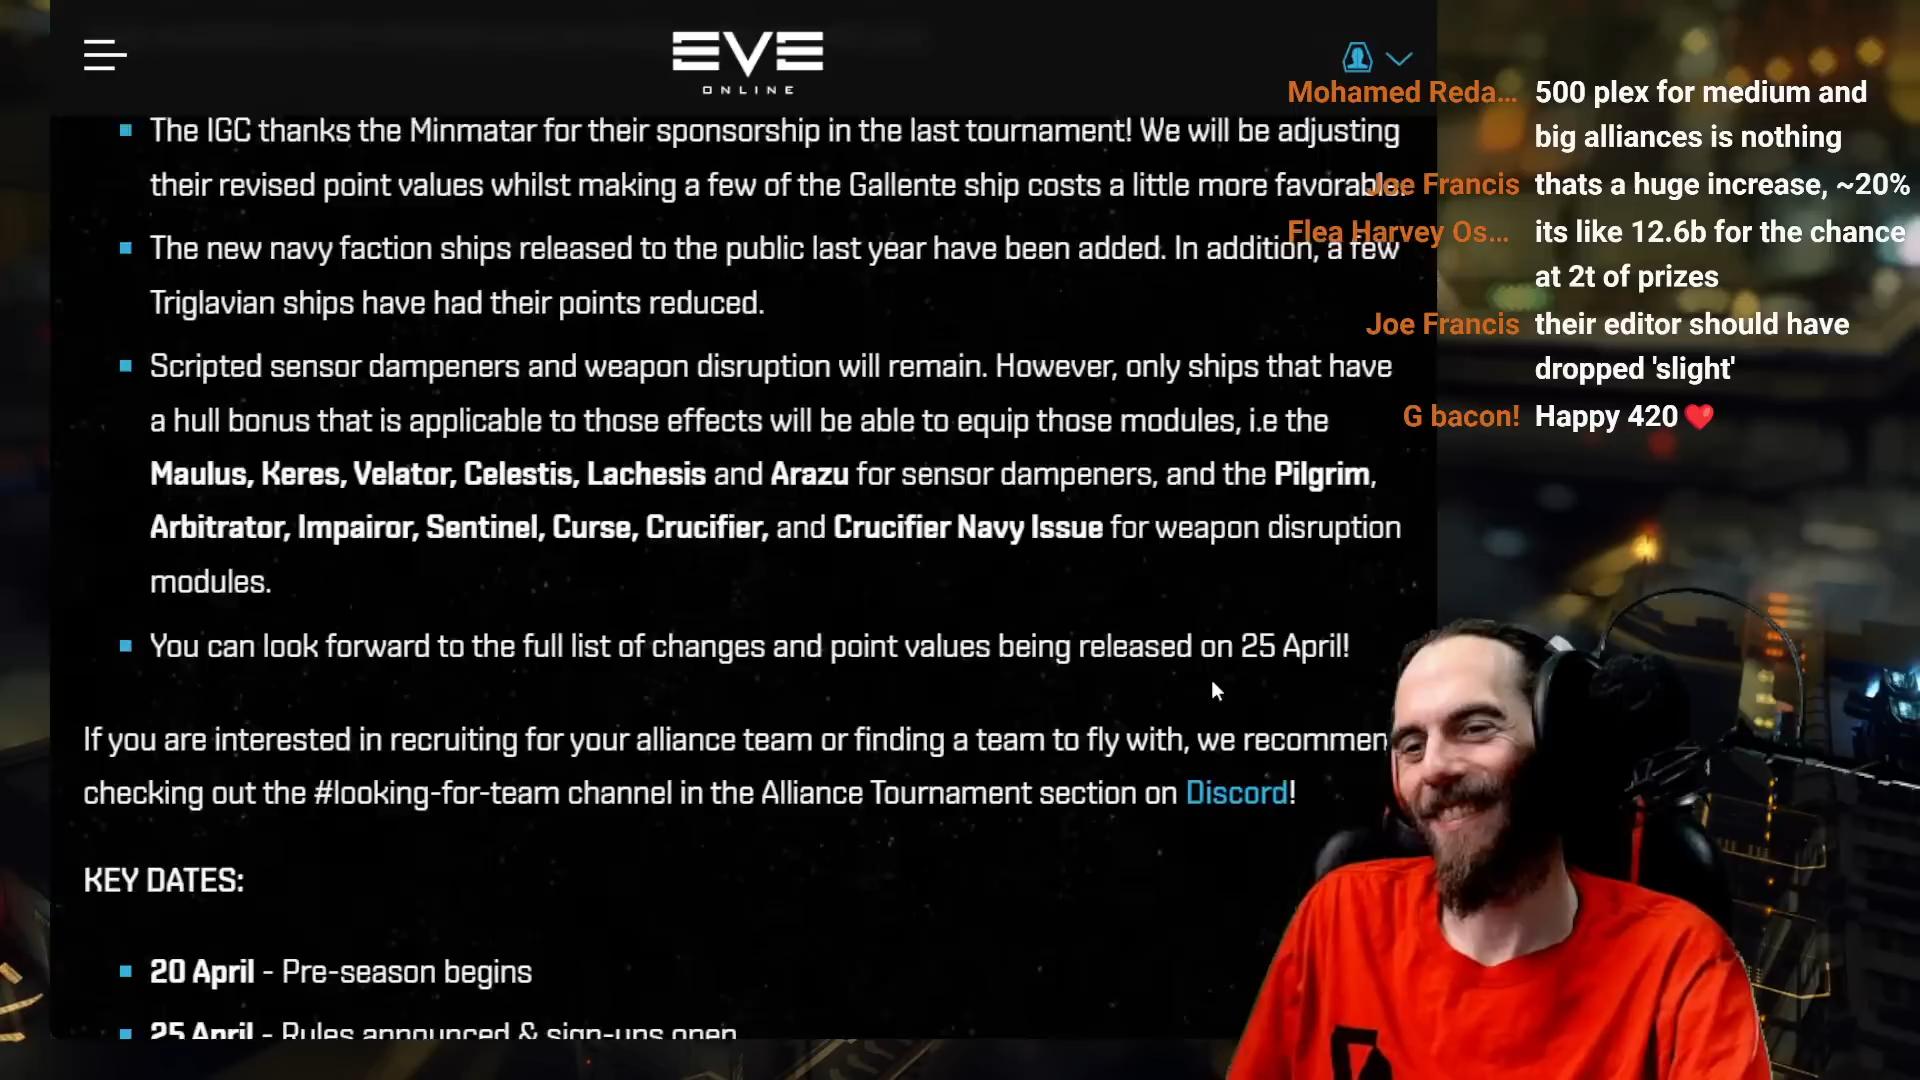 EVE
ONLINE
The IGC thanks the Minmatar for their sponsorship in the last tournament! We will be adjusting
their revised point values whilst making a few of the Gallente ship costs a little more favorable.
The new navy faction ships released to the public last year have been added. In addition, a few
Triglavian ships have had their points reduced.
Scripted sensor dampeners and weapon disruption will remain. However, only ships that have
a hull bonus that is applicable to those effects will be able to equip those modules, i.e the
Maulus, Keres, Velator, Celestis, Lachesis and Arazu for sensor dampeners, and the Pilgrim,
Arbitrator, Impairor, Sentinel, Curse, Crucifier, and Crucifier Navy Issue for weapon disruption
modules.
You can look forward to the full list of changes and point values being released on 25 April!
If you are interested in recruiting for your alliance team or finding a team to fly with, we recommen
checking out the #looking-for-team channel in the Alliance Tournament section on Discord!
KEY DATES:
20 April - Pre-season begins
25 April - Rules announced & sign-ups open
Mohamed Reda... 500 plex for medium and
big alliances is nothing
Joe Francis thats a huge increase, ~20%
Flea Harvey Os... its like 12.6b for the chance
at 2t of prizes
Joe Francis their editor should have
dropped 'slight'
G bacon! Happy 420 ❤️